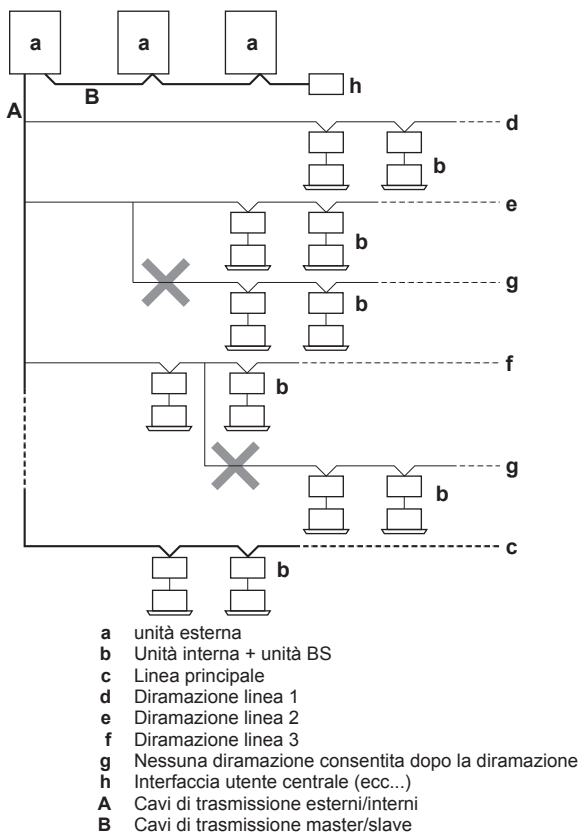 a a a
h
B
A
d
b
e
b
g
b
f
b
g
b
c
b
a unità esterna
b Unità interna + unità BS
c Linea principale
d Diramazione linea 1
e Diramazione linea 2
f Diramazione linea 3
g Nessuna diramazione consentita dopo la diramazione
h Interfaccia utente centrale (ecc...)
A Cavi di trasmissione esterni/interni
B Cavi di trasmissione master/slave